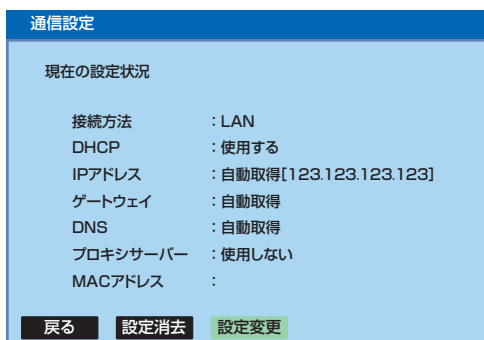 通信設定
現在の設定状況
接続方法 : LAN
DHCP : 使用する
IPアドレス : 自動取得[123.123.123.123]
ゲートウェイ : 自動取得
DNS : 自動取得
プロキシサーバー : 使用しない
MACアドレス :
戻る 設定消去 設定変更